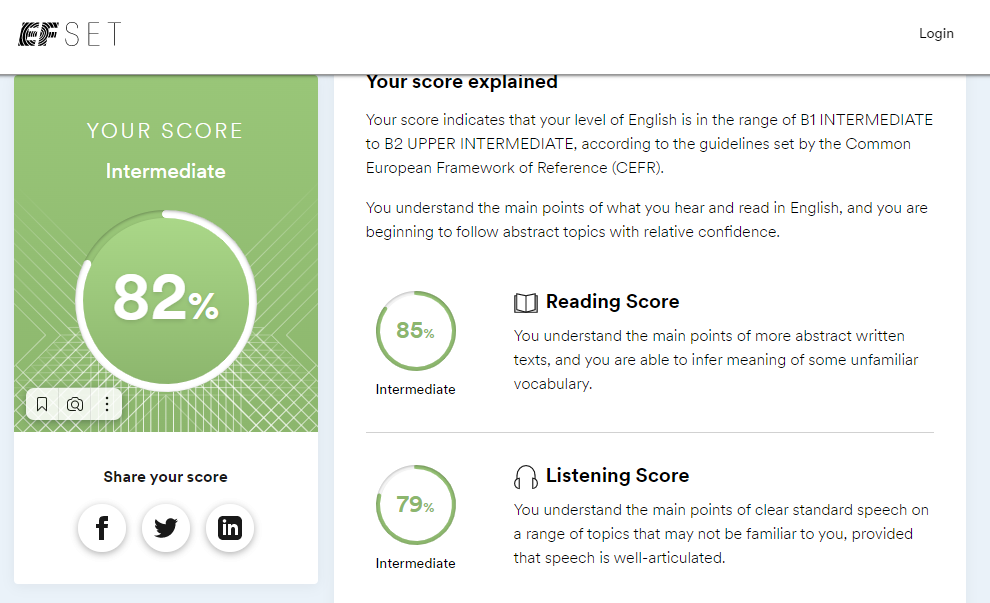 EF SET
Login
YOUR SCORE
Intermediate
82%
Share your score
Your score explained
Your score indicates that your level of English is in the range of B1 INTERMEDIATE
to B2 UPPER INTERMEDIATE, according to the guidelines set by the Common
European Framework of Reference (CEFR).
You understand the main points of what you hear and read in English, and you are
beginning to follow abstract topics with relative confidence.
85%
Intermediate
Reading Score
You understand the main points of more abstract written
texts, and you are able to infer meaning of some unfamiliar
vocabulary.
79%
Intermediate
Listening Score
You understand the main points of clear standard speech on
a range of topics that may not be familiar to you, provided
that speech is well-articulated.